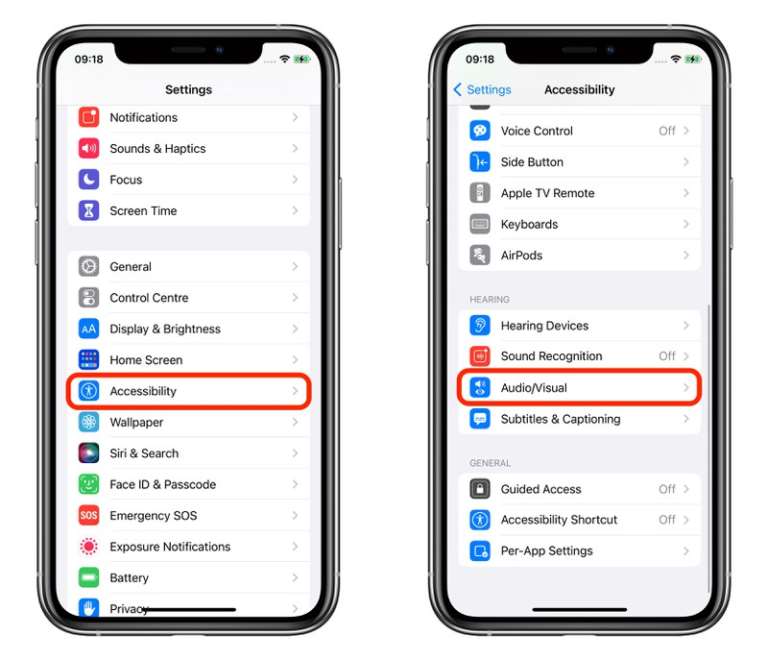 09:18
Settings
Notifications
Sounds & Haptics
Focus
Screen Time
General
Control Centre
AA Display & Brightness
Home Screen
Accessibility
Wallpaper
Siri & Search
Face ID & Passcode
SOS Emergency SOS
Exposure Notifications
Battery
Privacy
09:18
Settings Accessibility
Voice Control Off
Side Button
Apple TV Remote
Keyboards
AirPods
HEARING
Hearing Devices
Sound Recognition Off
Audio/Visual
Subtitles & Captioning
GENERAL
Guided Access Off
Accessibility Shortcut Off
Per-App Settings